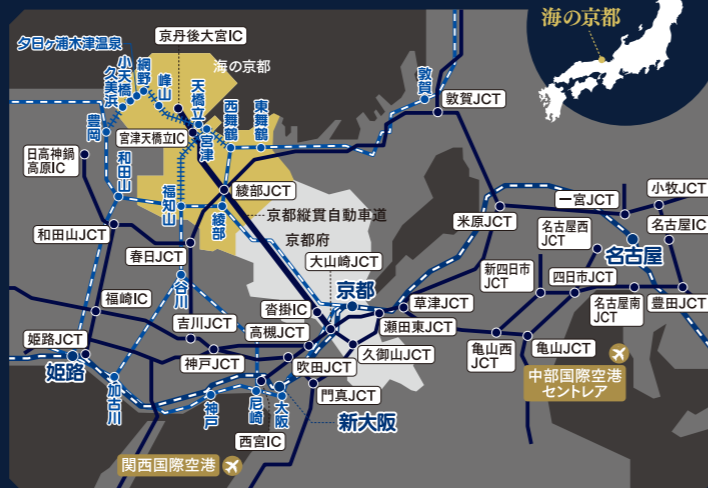 海の京都
京丹後大宮IC
夕日ヶ浦木津温泉
海の京都
小天橋
久美浜
網野
峰山
天橋立
宮津
西舞鶴
東舞鶴
敦賀
敦賀JCT
豊岡
宮津天橋立IC
日高神鍋
高原IC
和田山
福知山
綾部JCT
綾部
京都縦貫自動車道
京都府
和田山JCT
春日JCT
大山崎JCT
米原JCT
一宮JCT
小牧JCT
名古屋西
JCT
名古屋IC
名古屋
新四日市
JCT
四日市JCT
名古屋南
JCT
豊田JCT
谷川
福崎IC
沓掛IC
京都
草津JCT
吉川JCT
高槻JCT
瀬田東JCT
姫路JCT
姫路
神戸JCT
吹田JCT
久御山JCT
亀山西
JCT
亀山JCT
加古川
神戸
尼崎
大阪
門真JCT
新大阪
西宮IC
中部国際空港
セントレア
関西国際空港